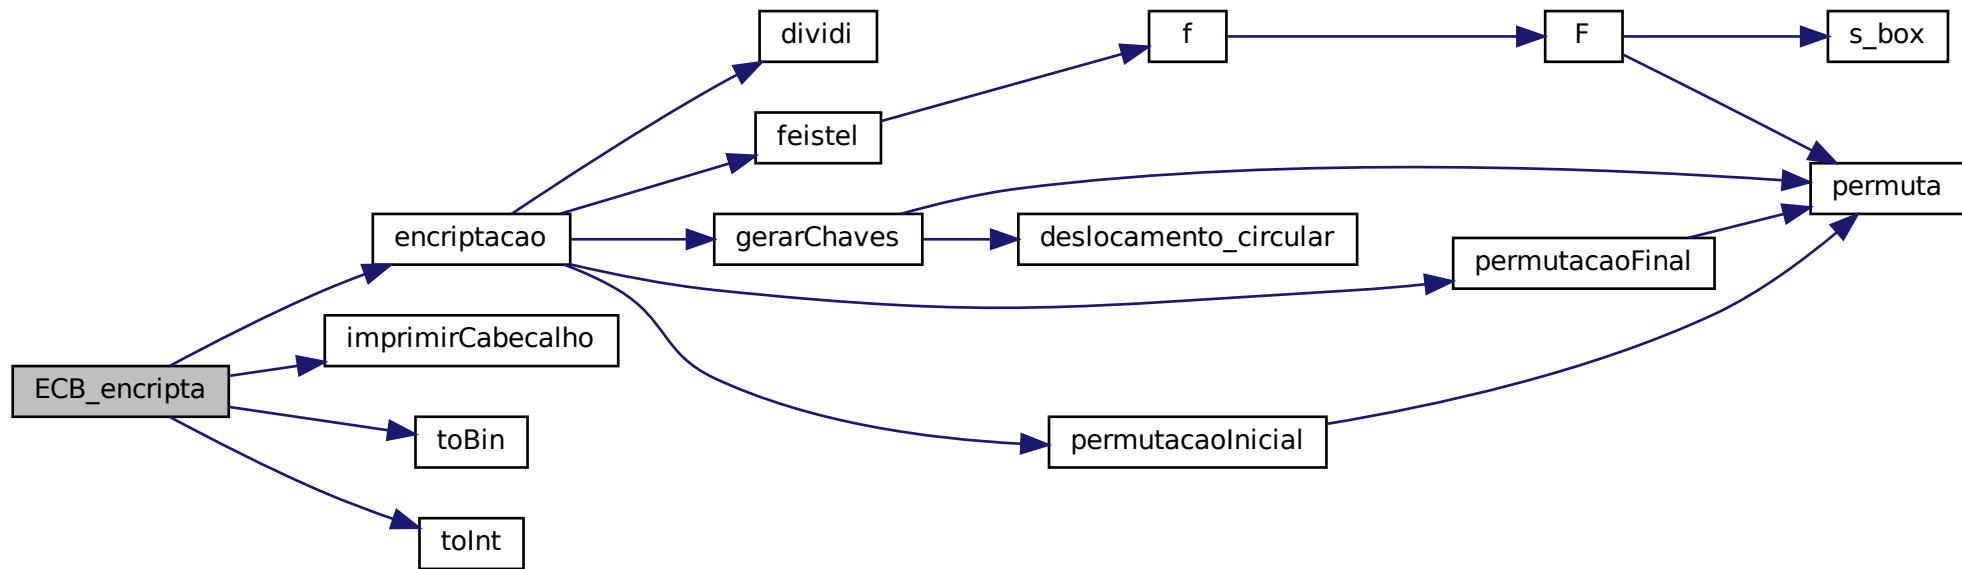 dividi
f
F
s_box
feistel
permuta
encriptacao
gerarChaves
deslocamento_circular
permutacaoFinal
imprimirCabecalho
ECB_encripta
toBin
permutacaoInicial
toInt